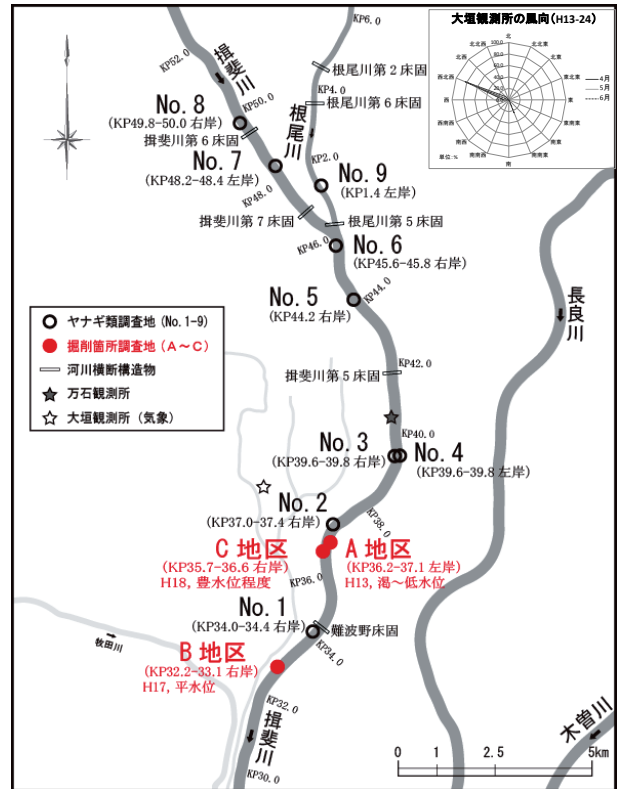 大垣観測所の風向(H13-24)
北
北北東
北東
東北東
東
東南東
南東
南南東
南
南南西
南西
西南西
西
西北西
北西
北北西
100.0
80.0
60.0
40.0
20.0
0.0
4月
5月
6月
単位:%
KP6.0
KP52.0
揖斐川
根尾川第2床固
KP4.0
根尾川第6床固
KP50.0
根尾川
No.8
(KP49.8-50.0 右岸)
揖斐川第6床固
No.7
(KP48.2-48.4 左岸)
KP2.0
No.9
(KP1.4 左岸)
KP48.0
揖斐川第7床固
根尾川第5床固
KP46.0
No.6
(KP45.6-45.8 右岸)
No.5
(KP44.2 右岸)
KP44.0
長良川
ヤナギ類調査地(No.1-9)
掘削箇所調査地(A~C)
河川横断構造物
万石観測所
大垣観測所(気象)
揖斐川第5床固
KP42.0
KP40.0
No.3
(KP39.6-39.8 右岸)
No.4
(KP39.6-39.8 左岸)
No.2
(KP37.0-37.4 右岸)
KP38.0
C 地区
(KP35.7-36.6 右岸)
H18, 豊水位程度
A 地区
(KP36.2-37.1 左岸)
H13, 渇~低水位
KP36.0
No.1
(KP34.0-34.4 右岸)
難波野床固
KP34.0
牧田川
B 地区
(KP32.2-33.1 右岸)
H17, 平水位
KP32.0
揖斐川
KP30.0
木曽川
0 1 2.5 5km